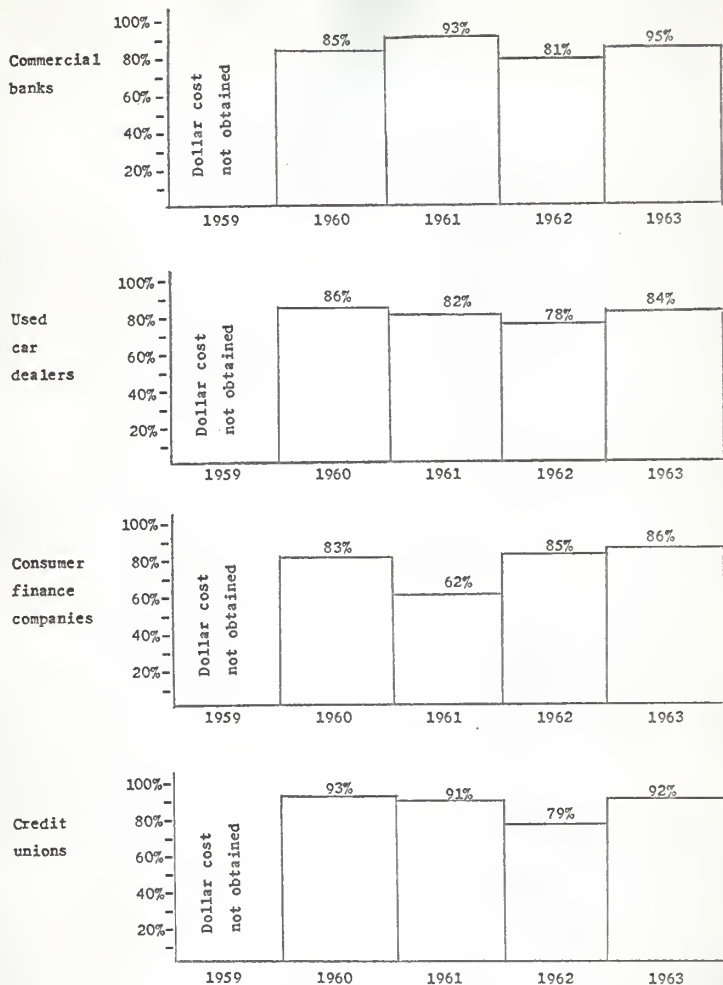 Commercial
banks
100%
80%
60%
40%
20%
Dollar cost
not obtained
85%
93%
81%
95%
1959 1960 1961 1962 1963
Used
car
dealers
100%
80%
60%
40%
20%
Dollar cost
not obtained
86%
82%
78%
84%
1959 1960 1961 1962 1963
Consumer
finance
companies
100%
80%
60%
40%
20%
Dollar cost
not obtained
83%
62%
85%
86%
1959 1960 1961 1962 1963
Credit
unions
100%
80%
60%
40%
20%
Dollar cost
not obtained
93%
91%
79%
92%
1959 1960 1961 1962 1963